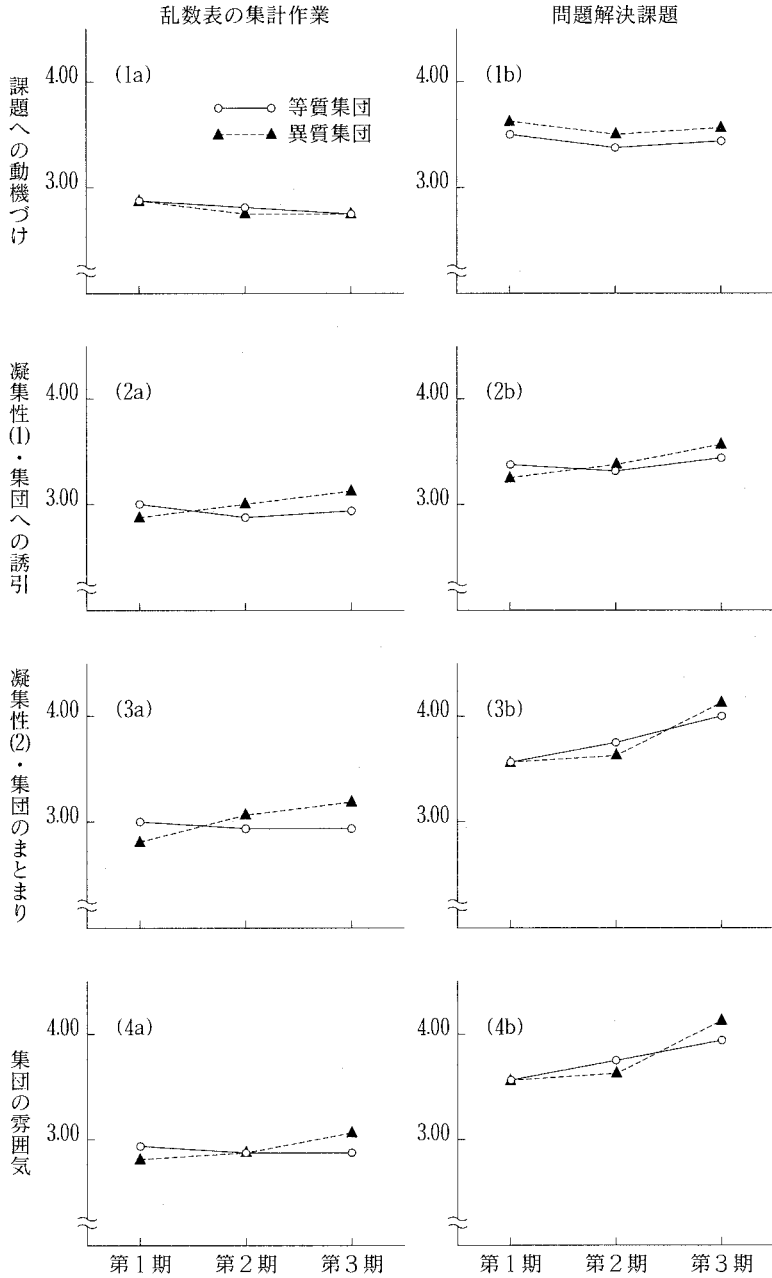 乱数表の集計作業
問題解決課題
課題への動機づけ
4.00
3.00
(1a)
等質集団
異質集団
4.00
3.00
(1b)
凝集性(1)・集団への誘引
4.00
3.00
(2a)
4.00
3.00
(2b)
凝集性(2)・集団のまとまり
4.00
3.00
(3a)
4.00
3.00
(3b)
集団の雰囲気
4.00
3.00
(4a)
4.00
3.00
(4b)
第1期 第2期 第3期
第1期 第2期 第3期